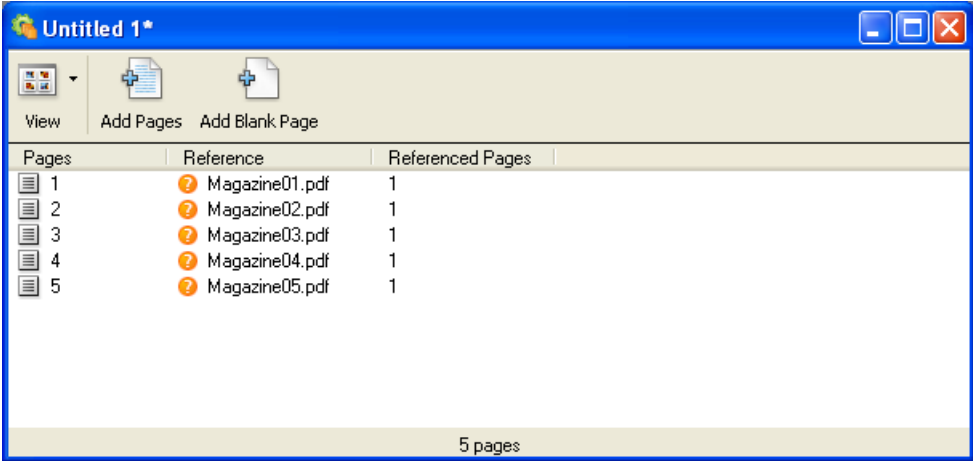 Untitled 1*
View Add Pages Add Blank Page
Pages Reference Referenced Pages
1 Magazine01.pdf 1
2 Magazine02.pdf 1
3 Magazine03.pdf 1
4 Magazine04.pdf 1
5 Magazine05.pdf 1
5 pages